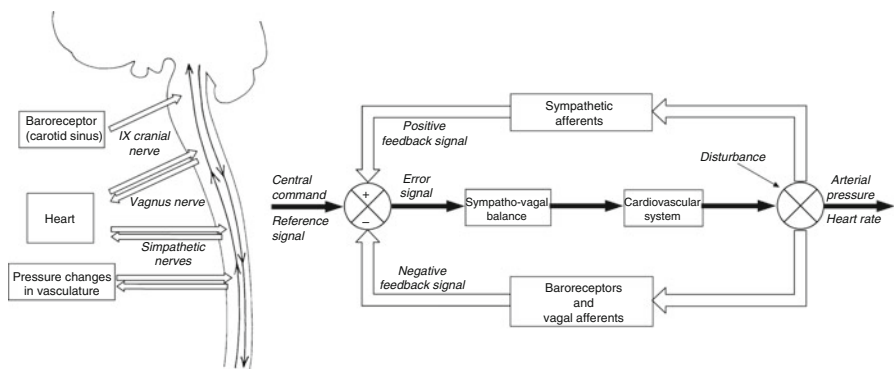 Baroreceptor
(carotid sinus)
IX cranial
nerve
Vagnus nerve
Heart
Simpathetic
nerves
Pressure changes
in vasculature
Sympathetic
afferents
Positive
feedback signal
Disturbance
Central
command
Reference
signal
+
−
Error
signal
Sympatho-vagal
balance
Cardiovascular
system
Arterial
pressure
Heart rate
Negative
feedback signal
Baroreceptors
and
vagal afferents